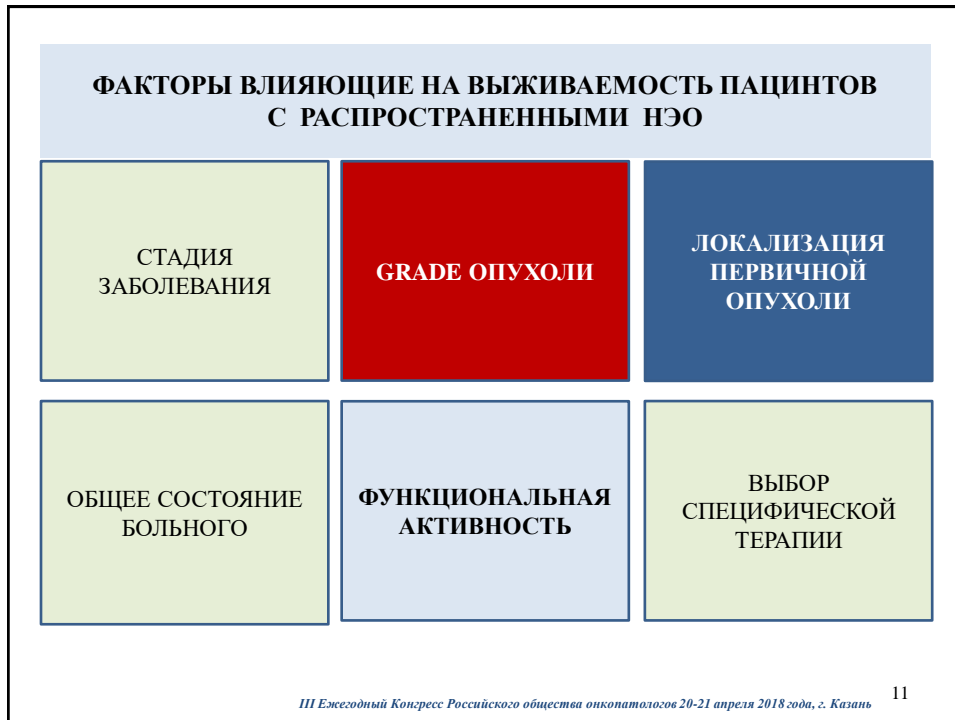 ФАКТОРЫ ВЛИЯЮЩИЕ НА ВЫЖИВАЕМОСТЬ ПАЦИНТОВ
С РАСПРОСТРАНЕННЫМИ НЭО
СТАДИЯ
ЗАБОЛЕВАНИЯ
GRADE ОПУХОЛИ
ЛОКАЛИЗАЦИЯ
ПЕРВИЧНОЙ
ОПУХОЛИ
ОБЩЕЕ СОСТОЯНИЕ
БОЛЬНОГО
ФУНКЦИОНАЛЬНАЯ
АКТИВНОСТЬ
ВЫБОР
СПЕЦИФИЧЕСКОЙ
ТЕРАПИИ
III Ежегодный Конгресс Российского общества онкопатологов 20-21 апреля 2018 года, г. Казань
11